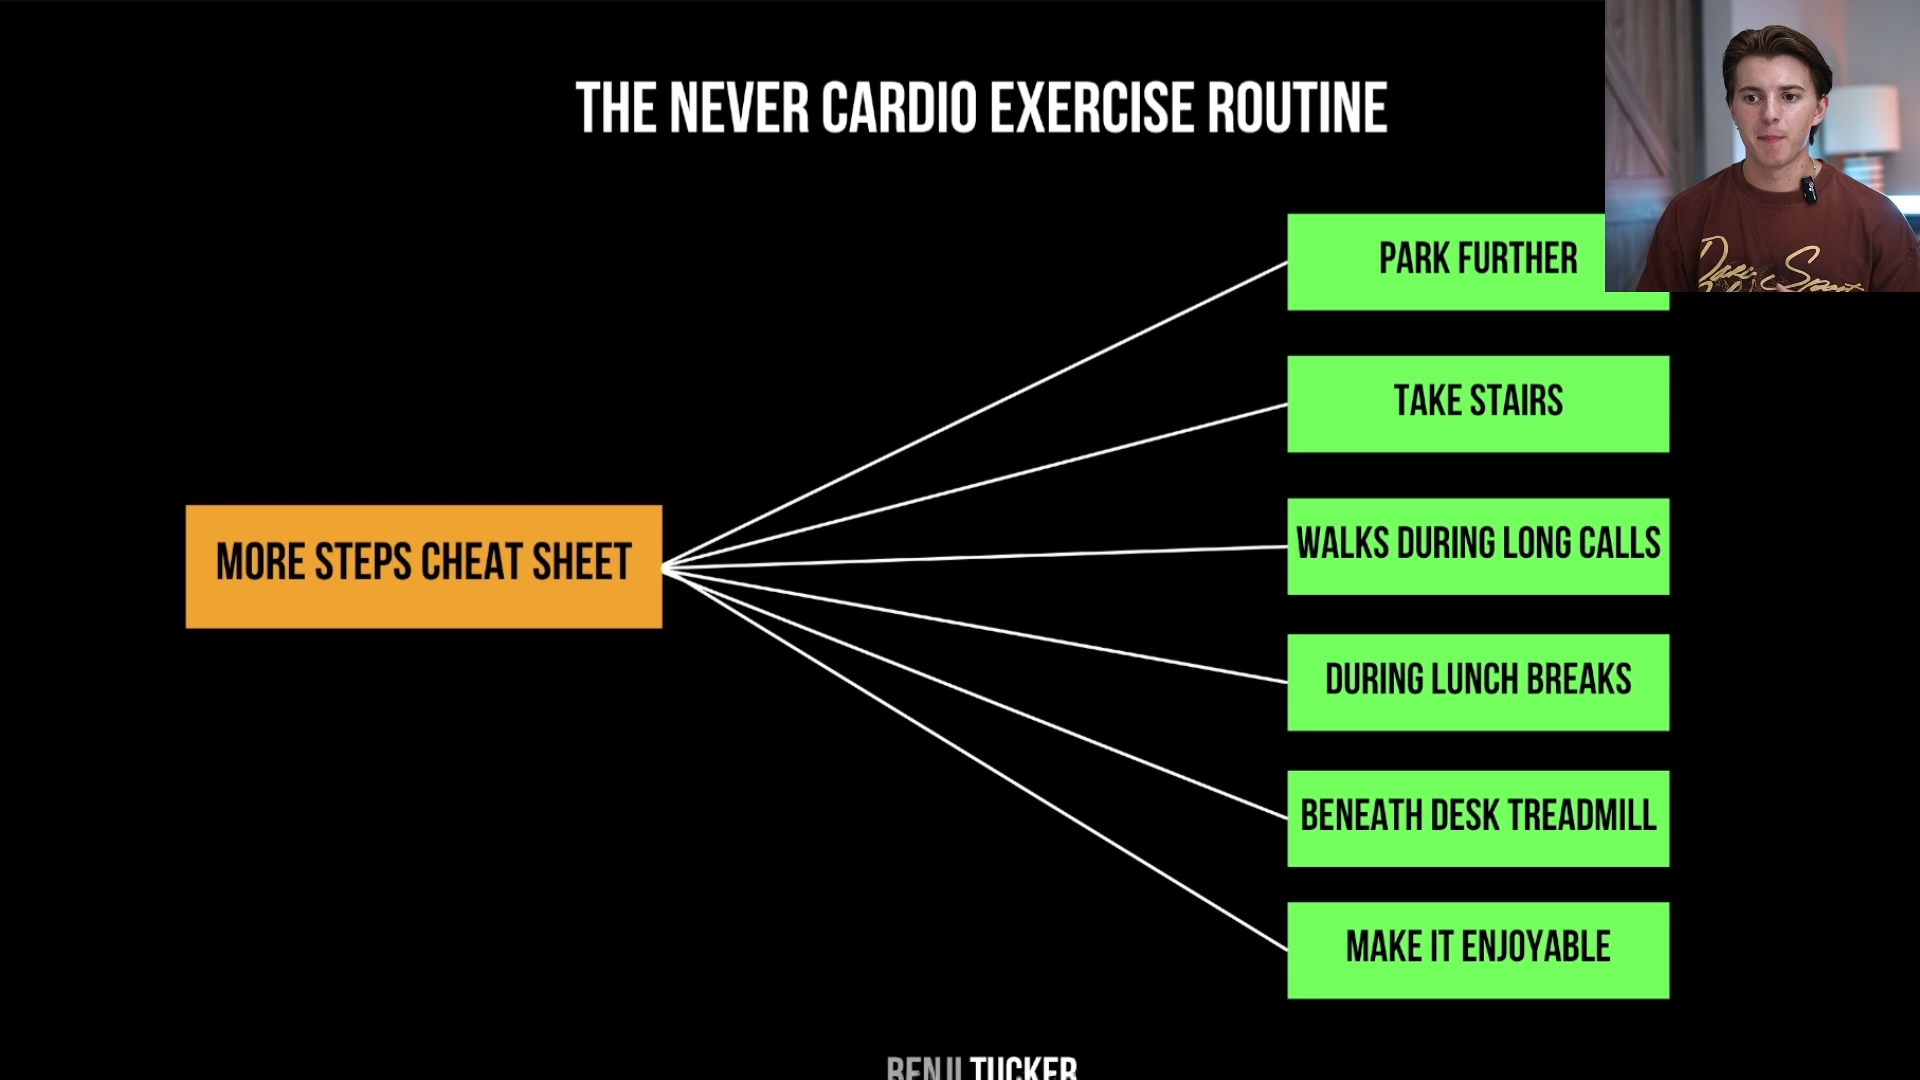 THE NEVER CARDIO EXERCISE ROUTINE
PARK FURTHER
TAKE STAIRS
MORE STEPS CHEAT SHEET
WALKS DURING LONG CALLS
DURING LUNCH BREAKS
BENEATH DESK TREADMILL
MAKE IT ENJOYABLE
BENJI TUCKER